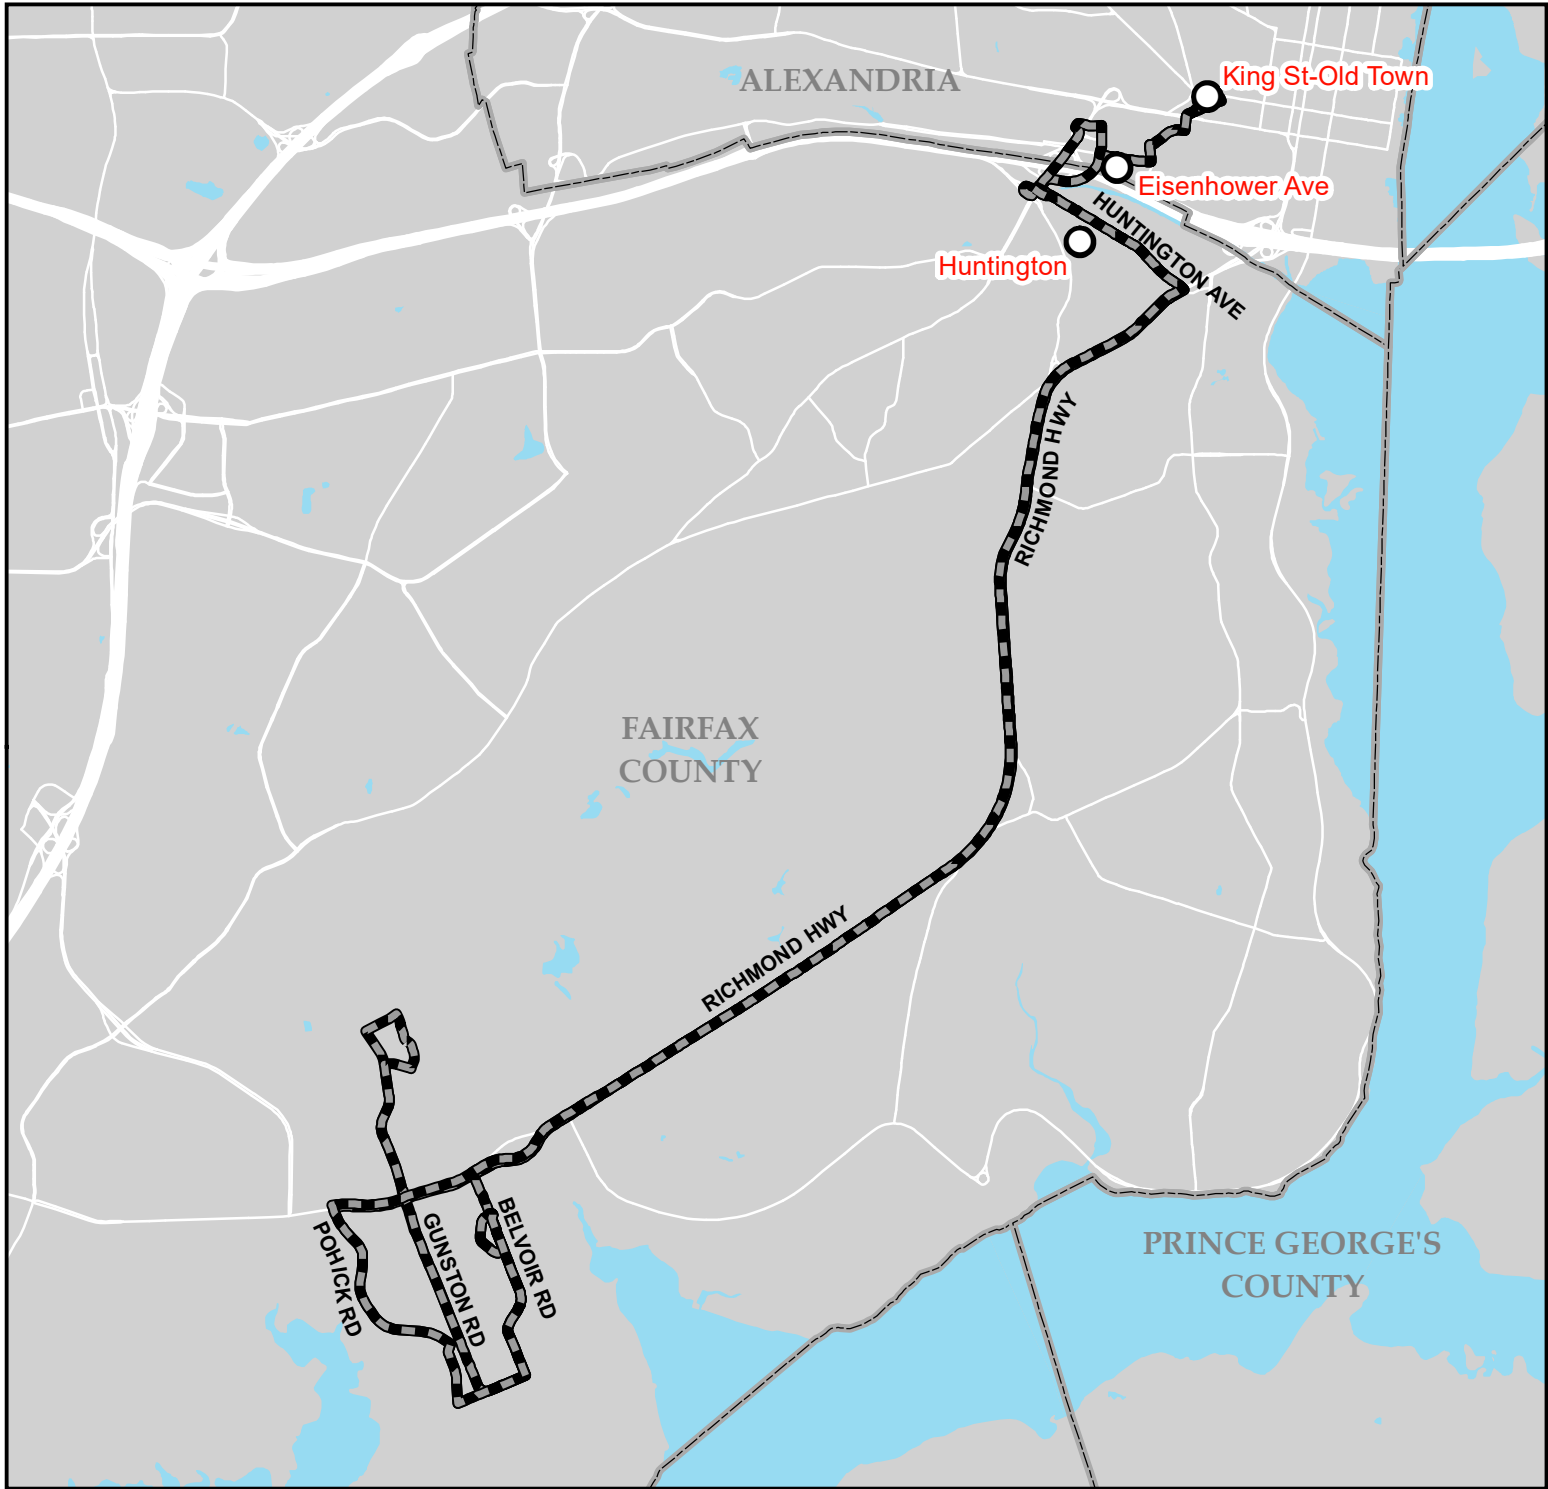 King St-Old Town
ALEXANDRIA
Eisenhower Ave
HUNTINGTON AVE
Huntington
RICHMOND HWY
FAIRFAX
COUNTY
RICHMOND HWY
BELVOIR RD
GUNSTON RD
POHICK RD
PRINCE GEORGE'S
COUNTY